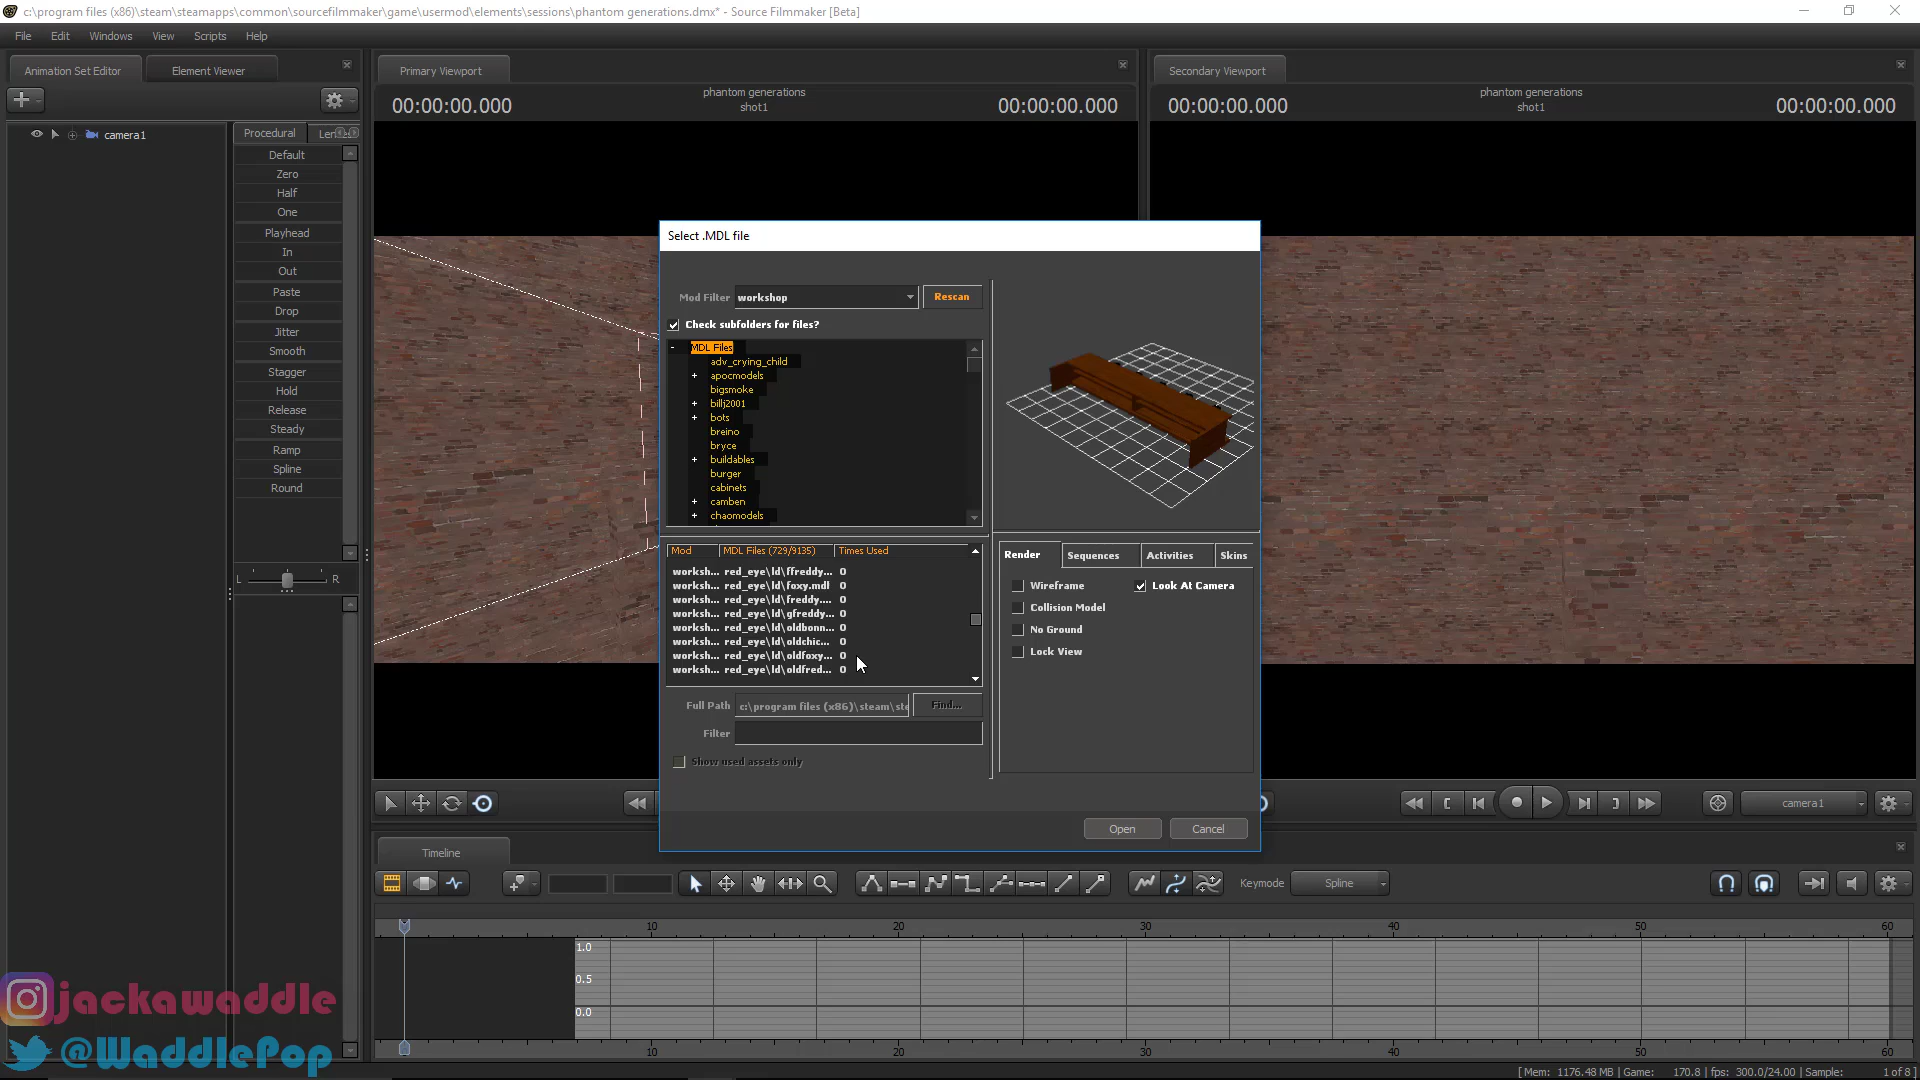 c:\program files (x86)\steam\steamapps\common\sourcefilmmaker\game\usermod\elements\sessions\phantom generations.dmx* - Source Filmmaker [Beta]
File Edit Windows View Scripts Help
Animation Set Editor Element Viewer
Primary Viewport
Secondary Viewport
00:00:00.000
phantom generations
shot1
00:00:00.000
00:00:00.000
phantom generations
shot1
00:00:00.000
camera1
Procedural
Default
Zero
Half
One
Playhead
In
Out
Paste
Drop
Jitter
Smooth
Stagger
Hold
Release
Steady
Ramp
Spline
Round
L R
Select .MDL file
Mod Filter workshop Rescan
Check subfolders for files?
MDL Files
adv_crying_child
apocmodels
bigsmoke
billj2001
bots
breino
bryce
buildables
burger
cabinets
camben
chaomodels
Mod MDL Files (729/9135) Times Used
worksh... red_eye\ld\ffreddy... 0
worksh... red_eye\ld\foxy.mdl 0
worksh... red_eye\ld\freddy.... 0
worksh... red_eye\ld\gfreddy... 0
worksh... red_eye\ld\oldbonn... 0
worksh... red_eye\ld\oldchic... 0
worksh... red_eye\ld\oldfoxy... 0
worksh... red_eye\ld\oldfred... 0
Full Path c:\program files (x86)\steam\ste Find...
Filter
Show used assets only
Render Sequences Activities Skins
Wireframe Look At Camera
Collision Model
No Ground
Lock View
Open Cancel
camera1
Timeline
Keymode Spline
10 20 30 40 50 60
1.0
0.5
0.0
10 20 30 40 50 60
jackawaddle
@WaddlePop
[ Mem: 1176.48 MB | Game: 170.8 | fps: 300.0/24.00 | Sample: 1 of 8 ]